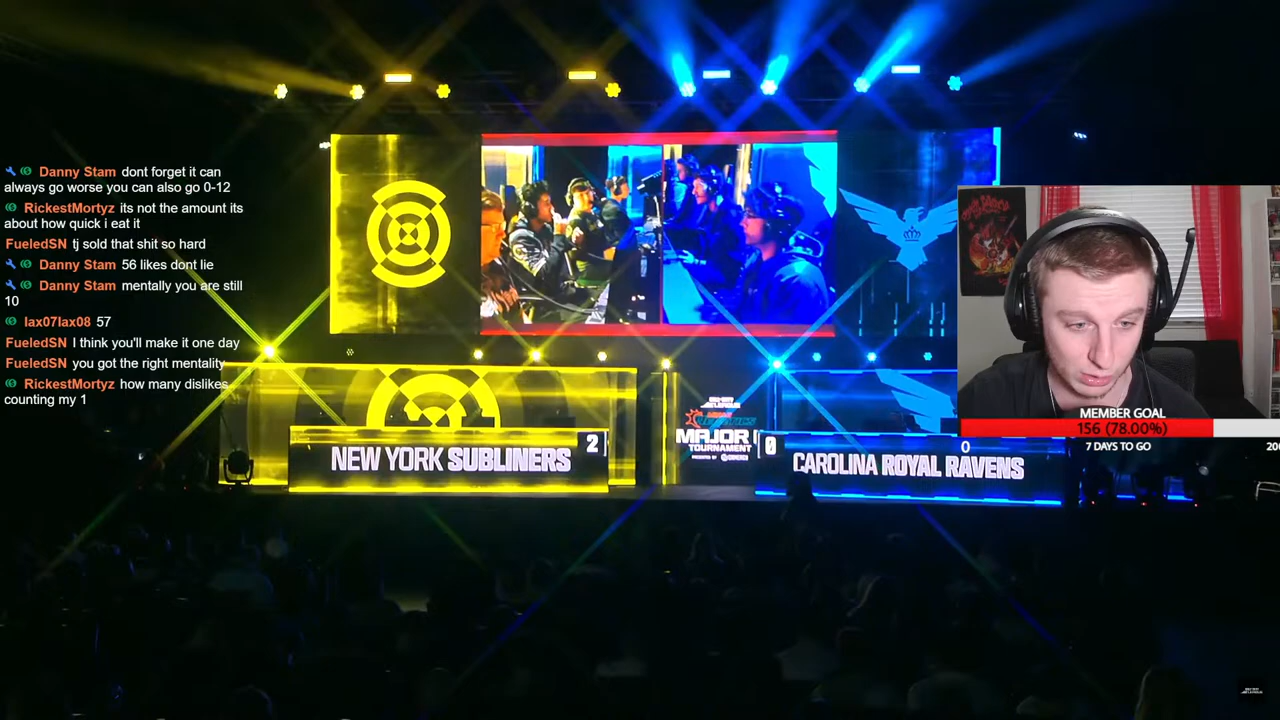 Danny Stam dont forget it can
always go worse you can also go 0-12
RickestMortyz its not the amount its
about how quick i eat it
FueledSN tj sold that shit so hard
Danny Stam 56 likes dont lie
Danny Stam mentally you are still
10
lax07lax08 57
FueledSN I think you'll make it one day
FueledSN you got the right mentality
RickestMortyz how many dislikes
counting my 1
MAJOR
TOURNAMENT
NEW YORK SUBLINERS
2
0
0
CAROLINA ROYAL RAVENS
MEMBER GOAL
156 (78.00%)
7 DAYS TO GO
20